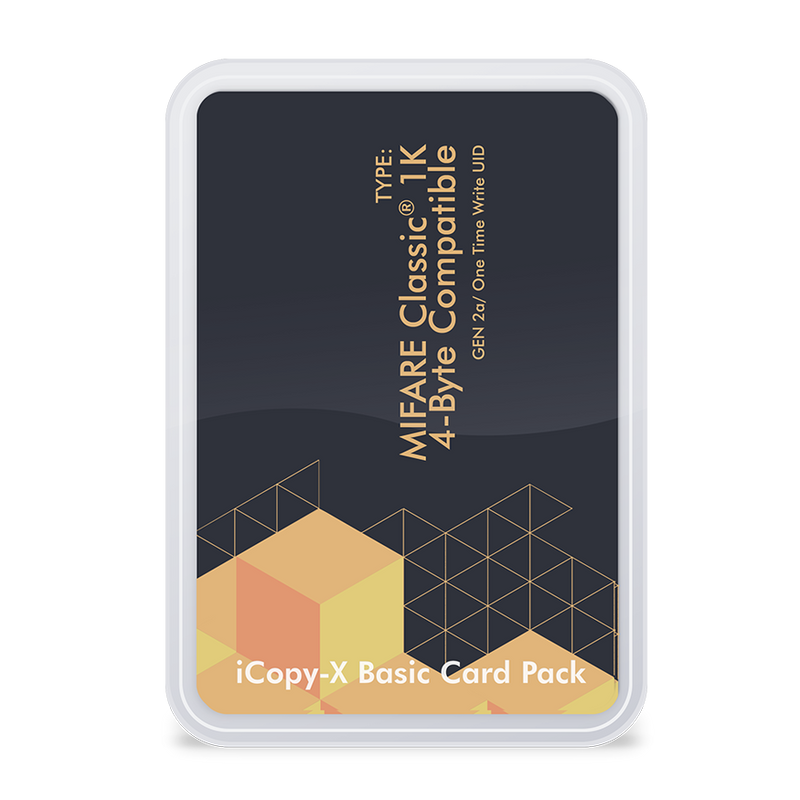 TYPE:
MIFARE Classic® 1K
4-Byte Compatible
GEN 2a/ One Time Write UID
iCopy-X Basic Card Pack